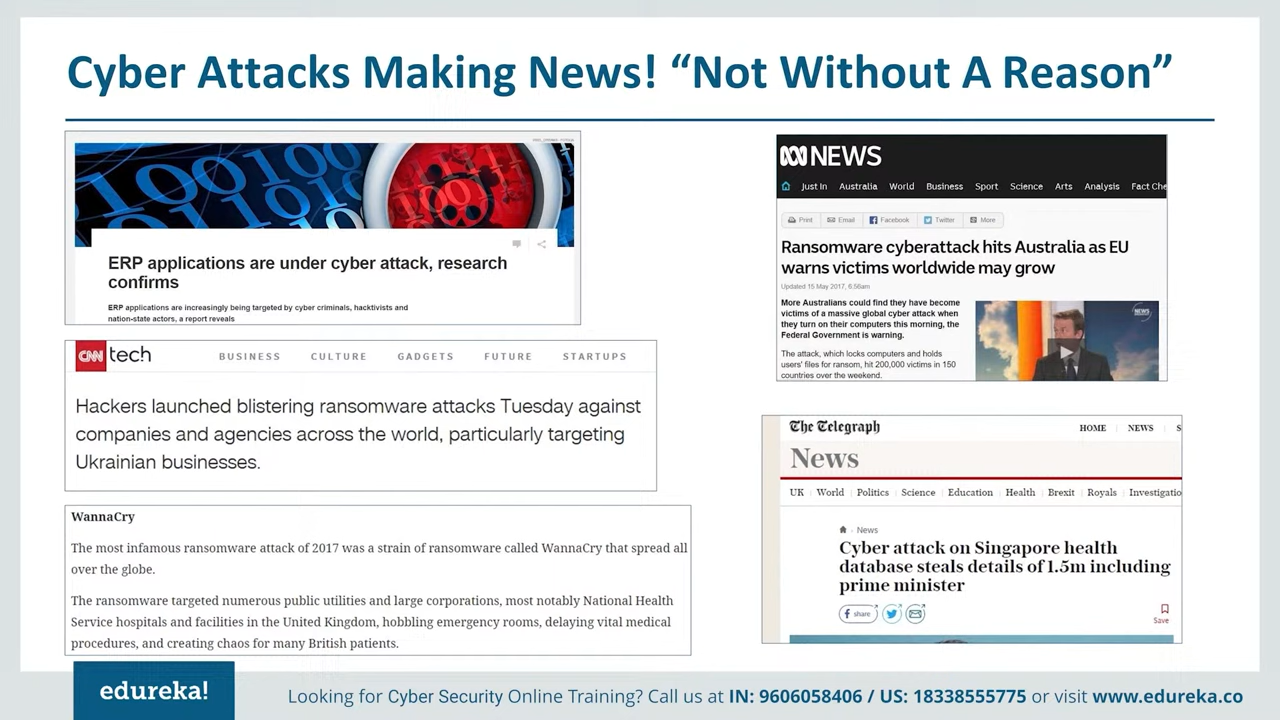 Cyber Attacks Making News! “Not Without A Reason”
ERP applications are under cyber attack, research
confirms
ERP applications are increasingly being targeted by cyber criminals, hacktivists and
nation-state actors, a report reveals
CNN tech
BUSINESS CULTURE GADGETS FUTURE STARTUPS
Hackers launched blistering ransomware attacks Tuesday against
companies and agencies across the world, particularly targeting
Ukrainian businesses.
WannaCry
The most infamous ransomware attack of 2017 was a strain of ransomware called WannaCry that spread all
over the globe.
The ransomware targeted numerous public utilities and large corporations, most notably National Health
Service hospitals and facilities in the United Kingdom, hobbling emergency rooms, delaying vital medical
procedures, and creating chaos for many British patients.
NEWS
Just In Australia World Business Sport Science Arts Analysis Fact Che
Print Email Facebook Twitter More
Ransomware cyberattack hits Australia as EU
warns victims worldwide may grow
Updated 15 May 2017, 6:56am
More Australians could find they have become
victims of a massive global cyber attack when
they turn on their computers this morning, the
Federal Government is warning.
The attack, which locks computers and holds
users' files for ransom, hit 200,000 victims in 150
countries over the weekend.
NEWS
The Telegraph
HOME NEWS S
News
UK World Politics Science Education Health Brexit Royals Investigatio
News
Cyber attack on Singapore health
database steals details of 1.5m including
prime minister
share
Save
edureka!
Looking for Cyber Security Online Training? Call us at IN: 9606058406 / US: 18338555775 or visit www.edureka.co